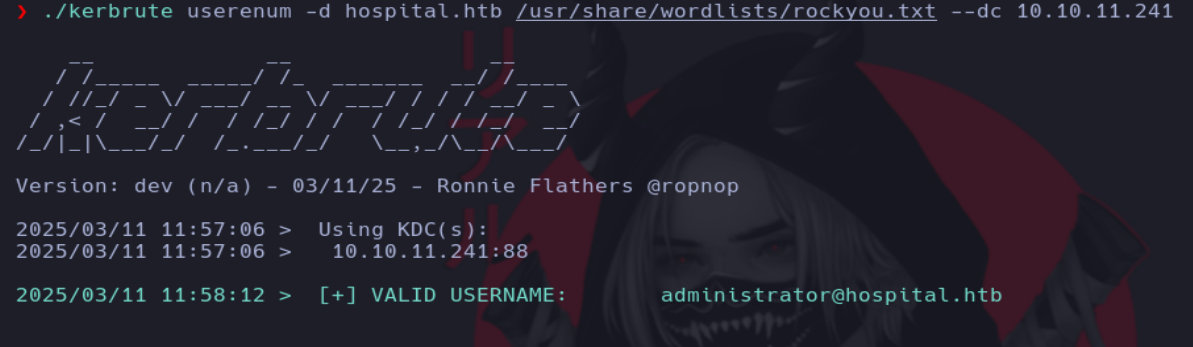 ❯ ./kerbrute userenum -d hospital.htb /usr/share/wordlists/rockyou.txt --dc 10.10.11.241
    __             __               __
   / /_____  _____/ /_  _______  __/ /____
  / //_/ _ \/ ___/ __ \/ ___/ / / / __/ _ \
 / ,< /  __/ /  / /_/ / /  / /_/ / /_/  __/
/_/|_|\___/_/  /_.___/_/   \__,_/\__/\___/
Version: dev (n/a) - 03/11/25 - Ronnie Flathers @ropnop
2025/03/11 11:57:06 >  Using KDC(s):
2025/03/11 11:57:06 >   10.10.11.241:88
2025/03/11 11:58:12 >  [+] VALID USERNAME:       administrator@hospital.htb
リアル